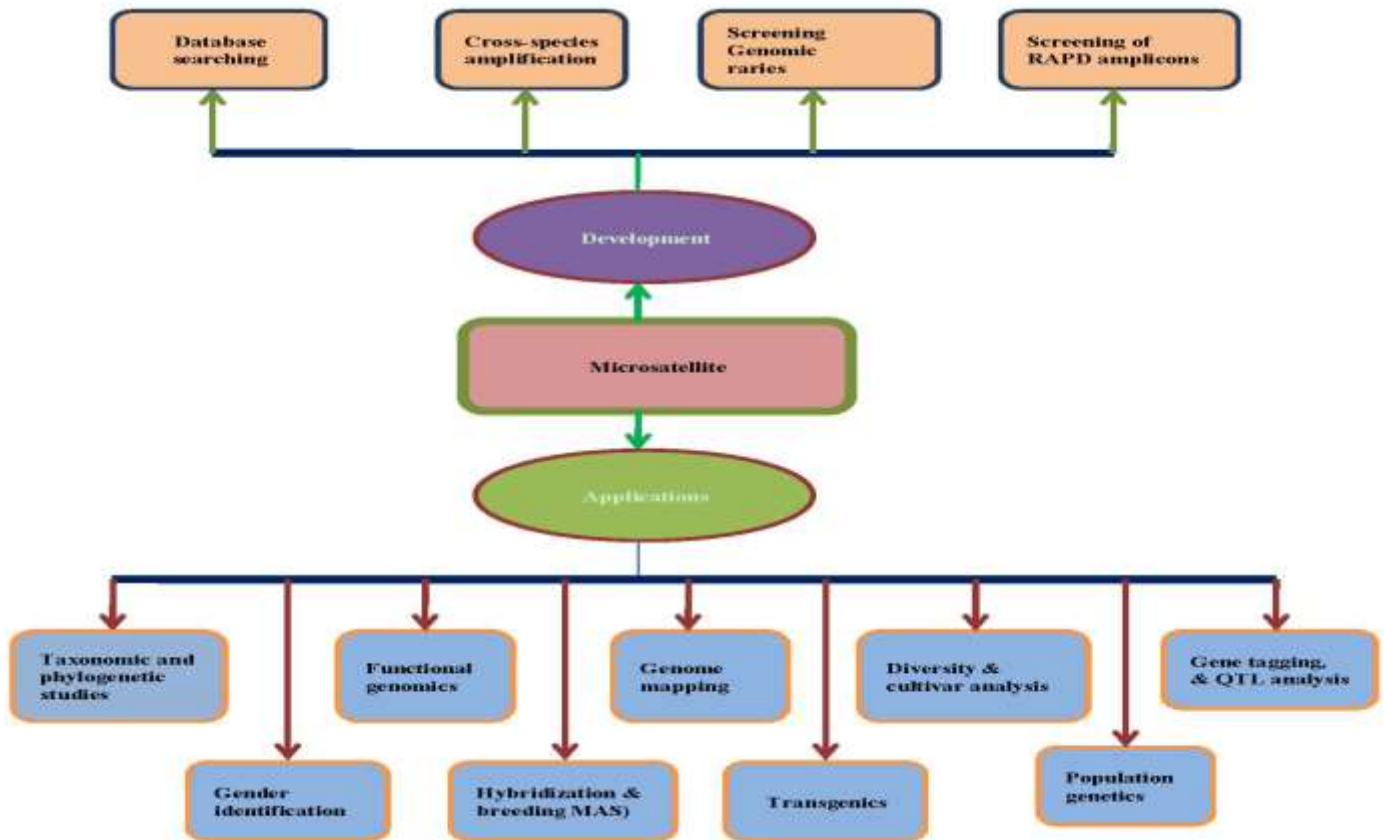 Database
searching
Cross-species
amplification
Screening
Genomic
raries
Screening of
RAPD amplicons
Development
Microsatellite
Applications
Taxonomic and
phylogenetic
studies
Functional
genomics
Genome
mapping
Diversity &
cultivar analysis
Gene tagging,
& QTL analysis
Gender
identification
Hybridization &
breeding MAS)
Transgenics
Population
genetics